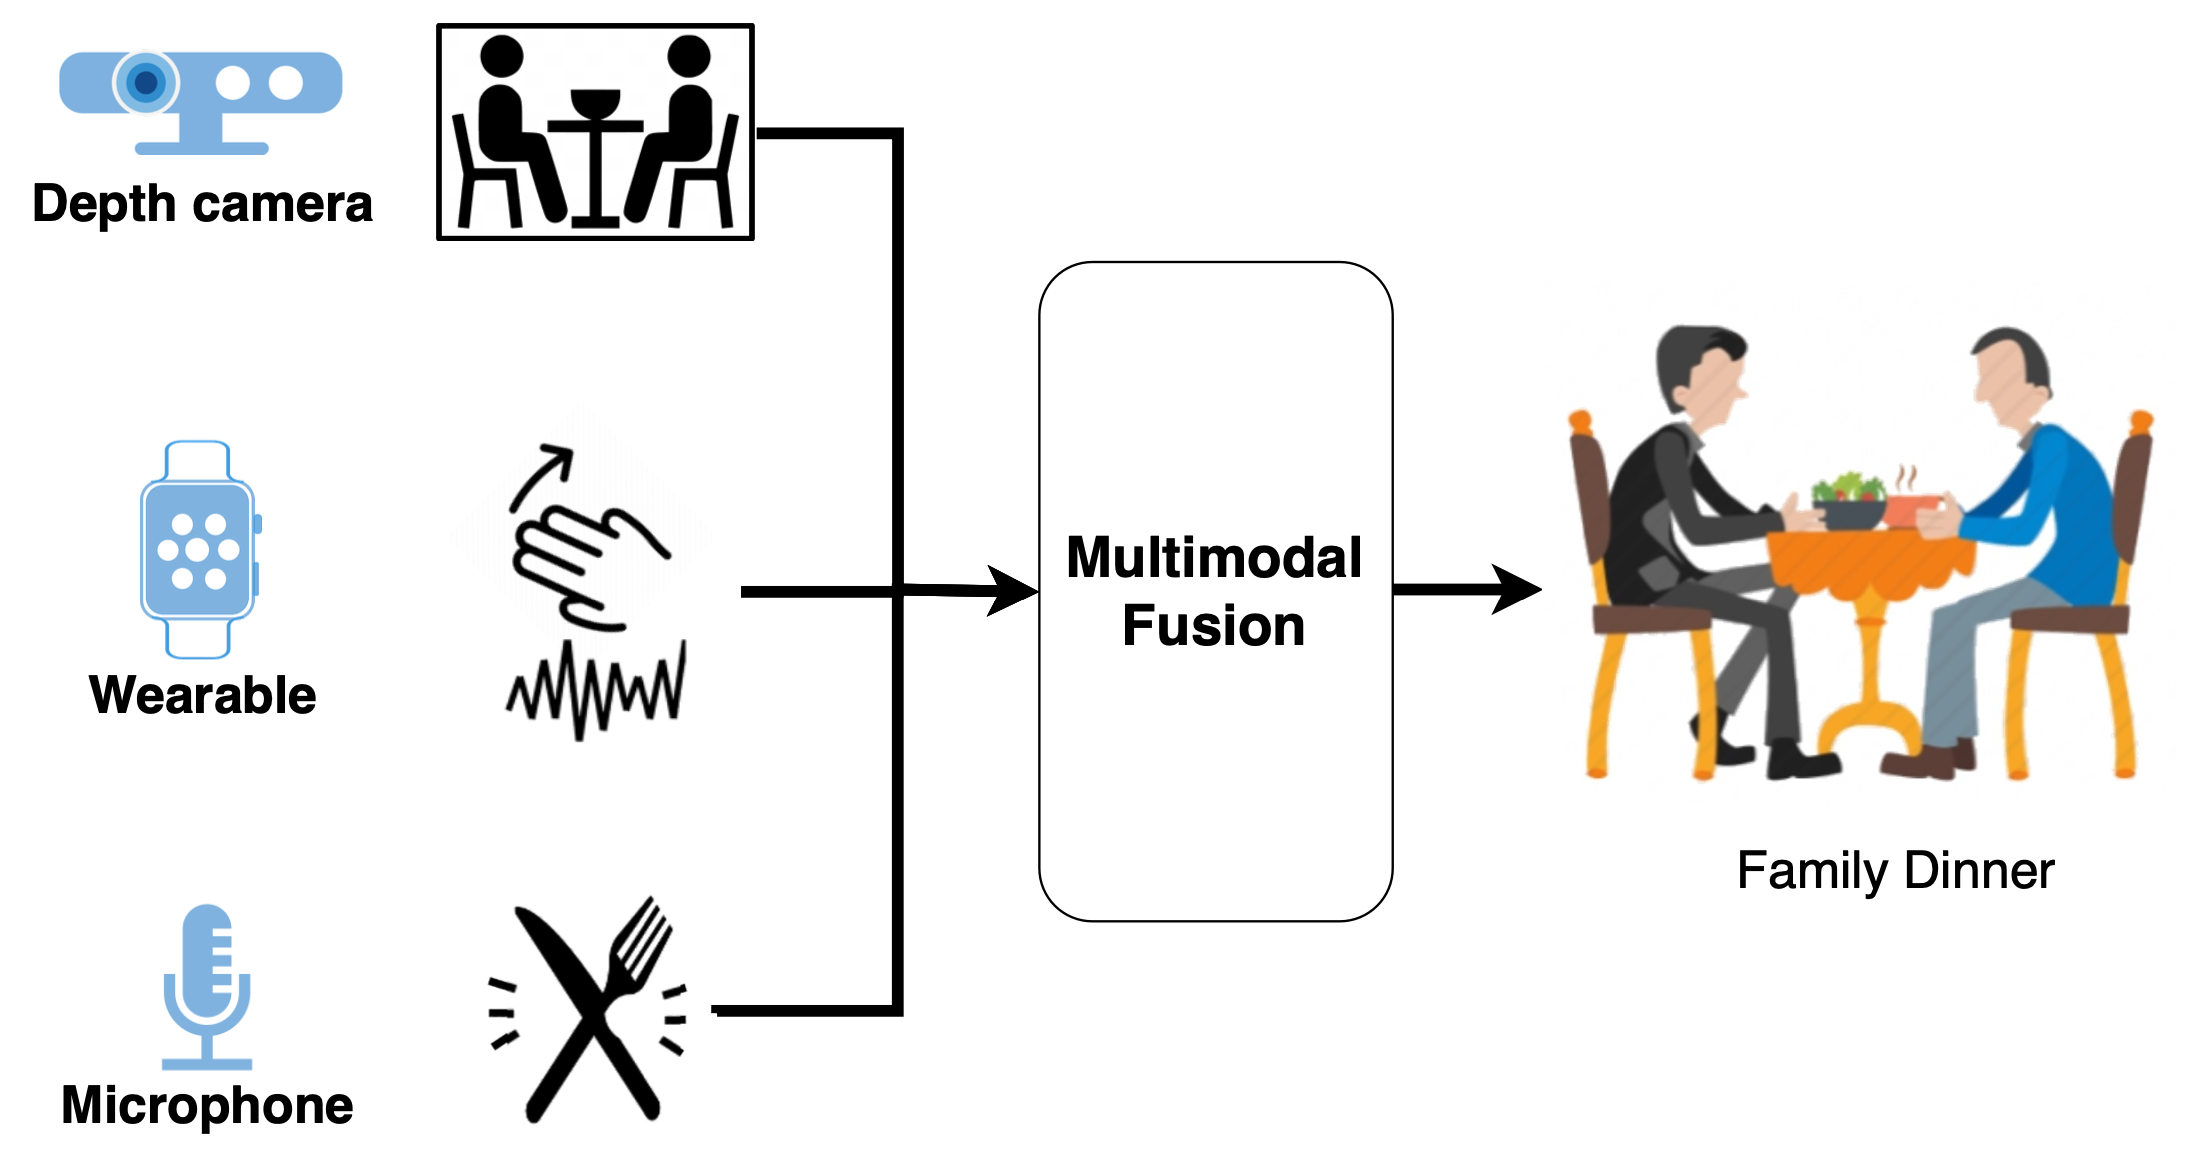 Depth camera
Wearable
Microphone
Multimodal
Fusion
Family Dinner